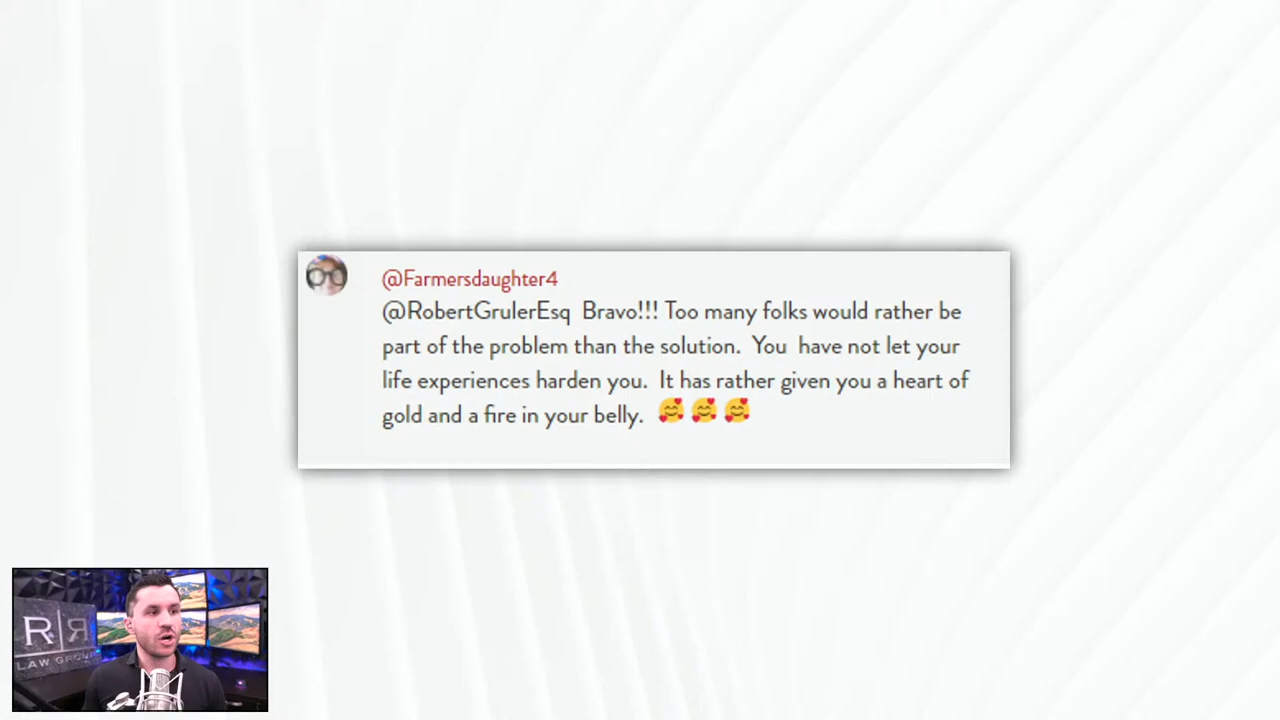 @Farmersdaughter4
@RobertGrulerEsq Bravo!!! Too many folks would rather be
part of the problem than the solution. You have not let your
life experiences harden you. It has rather given you a heart of
gold and a fire in your belly. 🥰🥰🥰
R|R
LAW GROUP